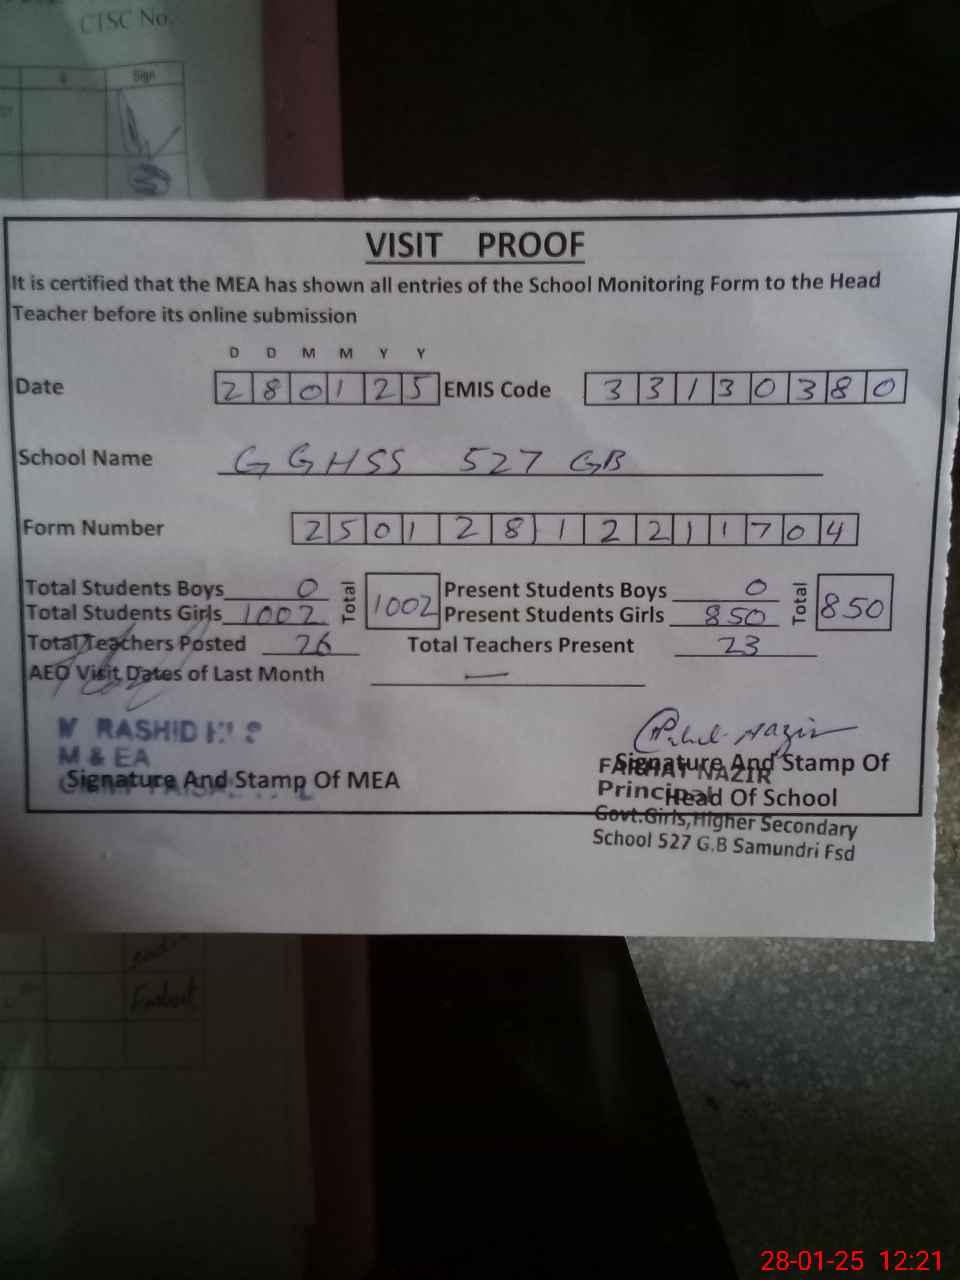 CTSC No.
Sign
VISIT PROOF
It is certified that the MEA has shown all entries of the School Monitoring Form to the Head
Teacher before its online submission
D D M M Y Y
Date 280125 EMIS Code 33130380
School Name GGHSS 527 GB
Form Number 250128122111704
Total Students Boys 0 Total 1002 Present Students Boys 0 Total 850
Total Students Girls 1002 Present Students Girls 850
Total Teachers Posted 26 Total Teachers Present 23
AEO Visit Dates of Last Month —
RASHID
M & EA
Signature And Stamp Of MEA
Signature And Stamp Of
FARHAT NAZIR
Principal
Head Of School
Govt.Girls,Higher Secondary
School 527 G.B Samundri Fsd
28-01-25 12:21